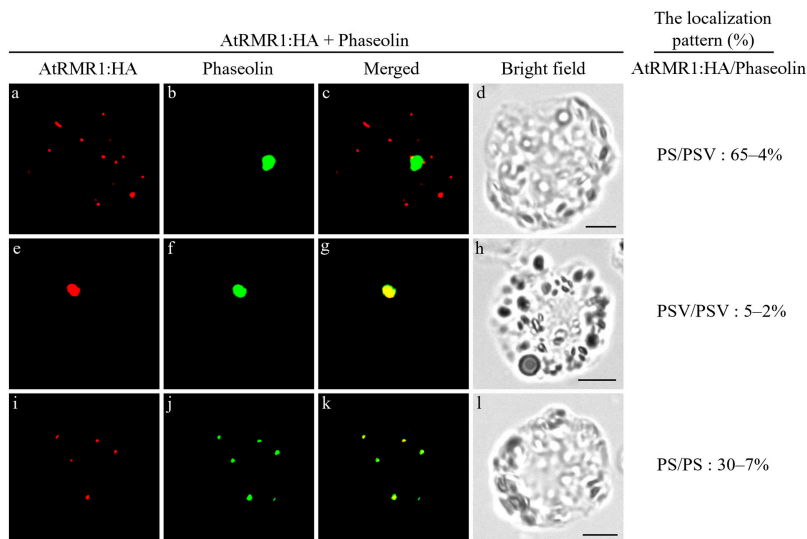 The localization
pattern (%)
AtRMR1:HA + Phaseolin
AtRMR1:HA Phaseolin Merged Bright field AtRMR1:HA/Phaseolin
a b c d
PS/PSV : 65–4%
e f g h
PSV/PSV : 5–2%
i j k l
PS/PS : 30–7%